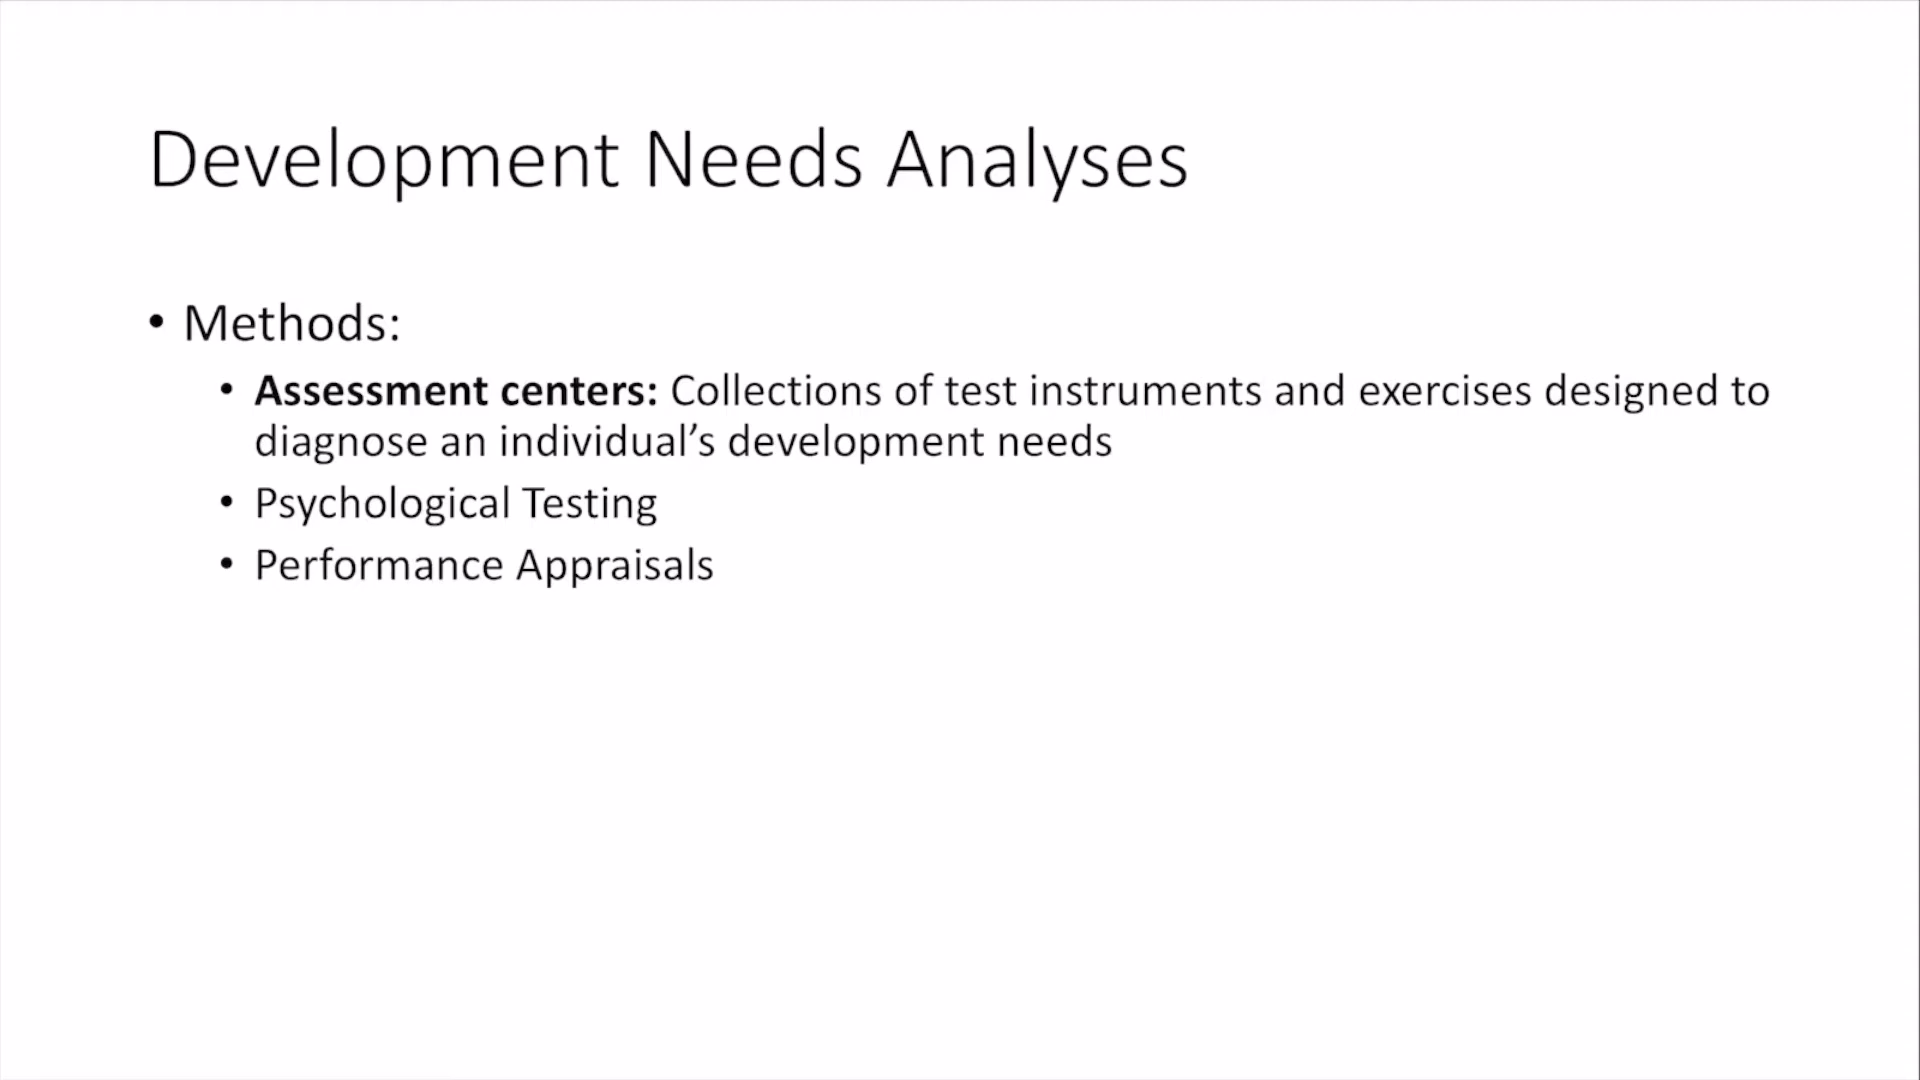 Development Needs Analyses
• Methods:
• Assessment centers: Collections of test instruments and exercises designed to
diagnose an individual’s development needs
• Psychological Testing
• Performance Appraisals